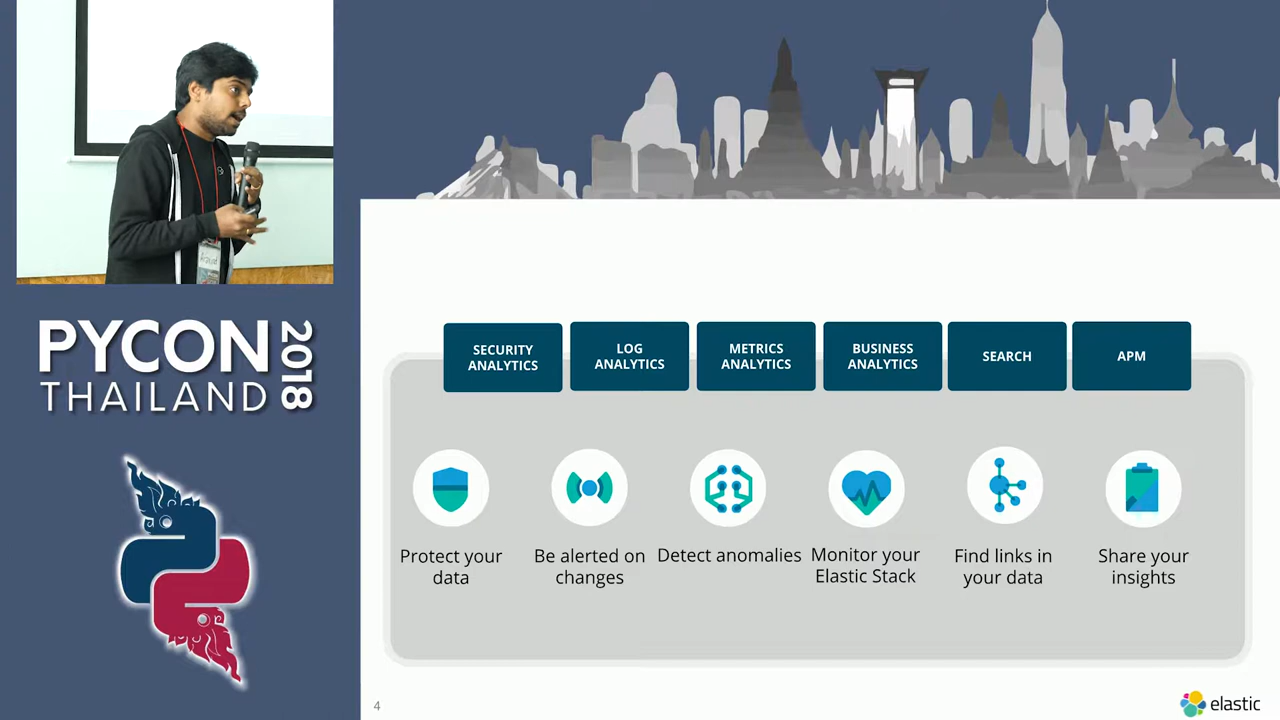 PYCON
THAILAND
2018
SECURITY
ANALYTICS
LOG
ANALYTICS
METRICS
ANALYTICS
BUSINESS
ANALYTICS
SEARCH
APM
Protect your
data
Be alerted on
changes
Detect anomalies
Monitor your
Elastic Stack
Find links in
your data
Share your
insights
4
elastic